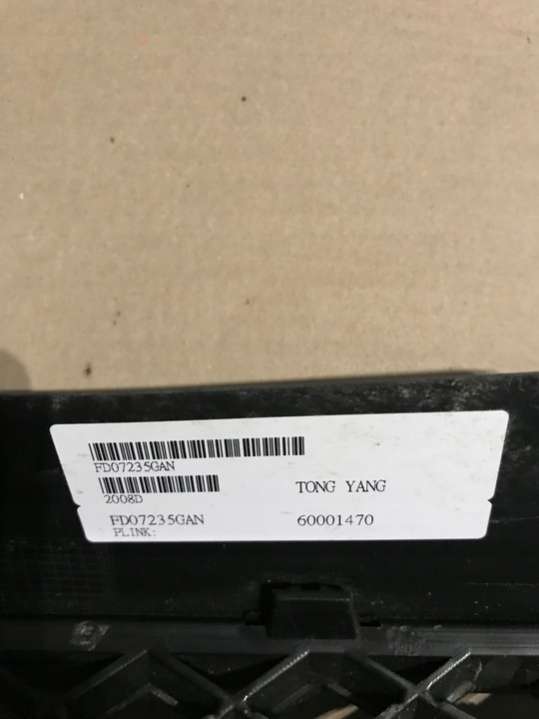 FD07235GAN
2008D
TONG YANG
FD07235GAN
60001470
PLINK: